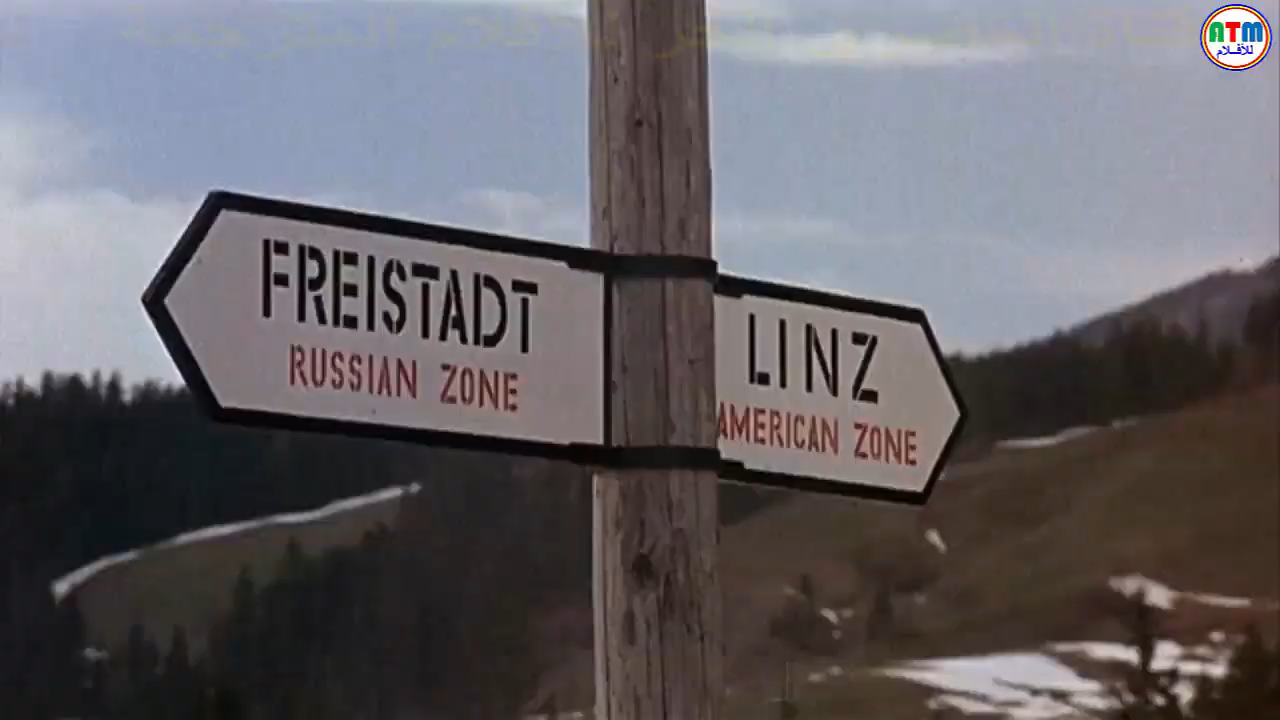 ATM
للأفلام
FREISTADT
RUSSIAN ZONE
LINZ
AMERICAN ZONE